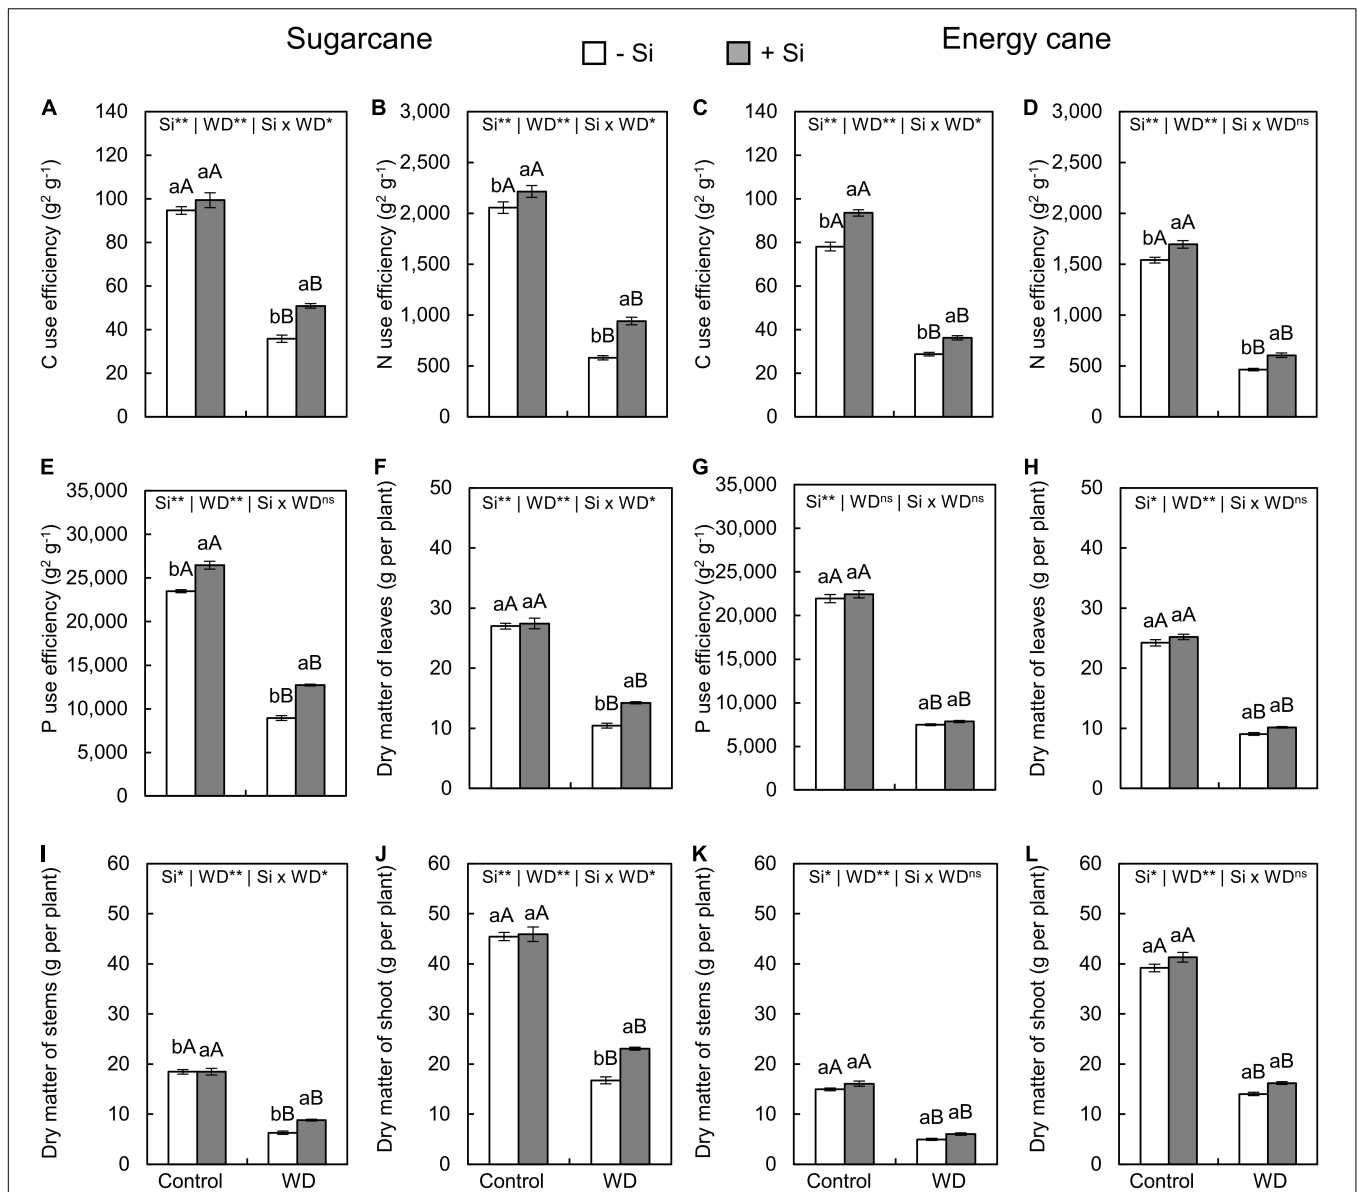 Sugarcane
- Si
+ Si
Energy cane
A
C use efficiency (g² g⁻¹)
140
120
100
80
60
40
20
0
Si** | WD** | Si x WD*
aA
aA
bB
aB
B
N use efficiency (g² g⁻¹)
3,000
2,500
2,000
1,500
1,000
500
0
Si** | WD** | Si x WD*
bA
aA
bB
aB
C
C use efficiency (g² g⁻¹)
140
120
100
80
60
40
20
0
Si** | WD** | Si x WD*
bA
aA
bB
aB
D
N use efficiency (g² g⁻¹)
3,000
2,500
2,000
1,500
1,000
500
0
Si** | WD** | Si x WDⁿˢ
bA
aA
bB
aB
E
P use efficiency (g² g⁻¹)
35,000
30,000
25,000
20,000
15,000
10,000
5,000
0
Si** | WD** | Si x WDⁿˢ
bA
aA
bB
aB
F
Dry matter of leaves (g per plant)
50
40
30
20
10
0
Si** | WD** | Si x WD*
aA
aA
bB
aB
G
P use efficiency (g² g⁻¹)
35,000
30,000
25,000
20,000
15,000
10,000
5,000
0
Si** | WDⁿˢ | Si x WDⁿˢ
aA
aA
aB
aB
H
Dry matter of leaves (g per plant)
50
40
30
20
10
0
Si* | WD** | Si x WDⁿˢ
aA
aA
aB
aB
I
Dry matter of stems (g per plant)
60
50
40
30
20
10
0
Si* | WD** | Si x WD*
bA
aA
bB
aB
Control
WD
J
Dry matter of shoot (g per plant)
60
50
40
30
20
10
0
Si** | WD** | Si x WD*
aA
aA
bB
aB
Control
WD
K
Dry matter of stems (g per plant)
60
50
40
30
20
10
0
Si* | WD** | Si x WDⁿˢ
aA
aA
aB
aB
Control
WD
L
Dry matter of shoot (g per plant)
60
50
40
30
20
10
0
Si* | WD** | Si x WDⁿˢ
aA
aA
aB
aB
Control
WD